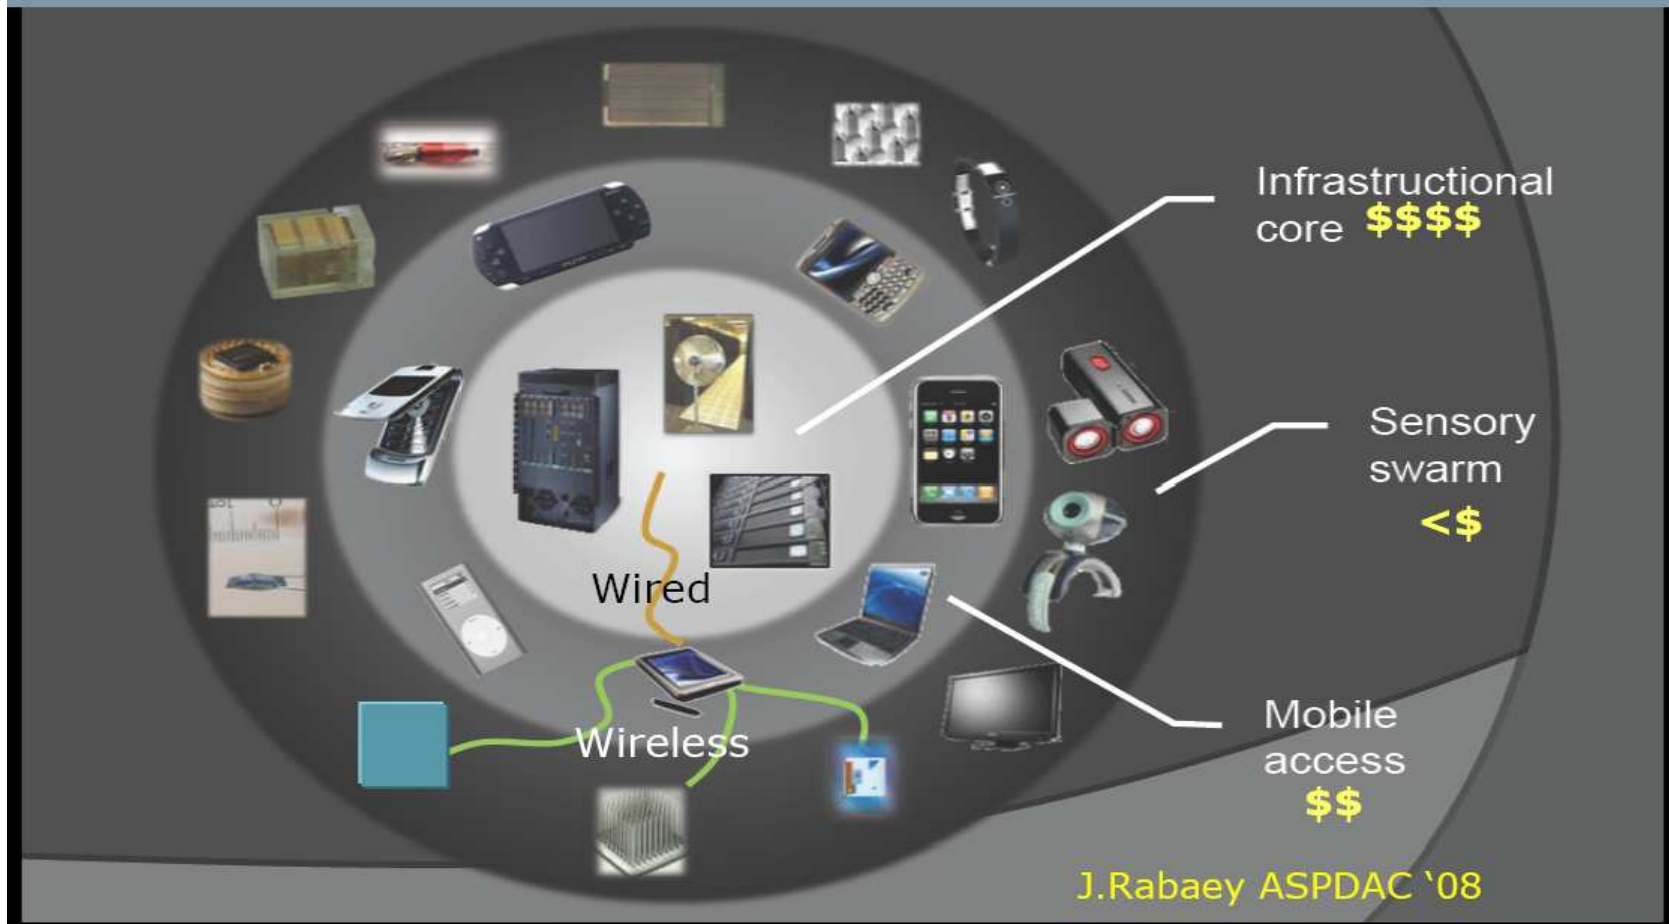 Infrastructional
core $$$$
Sensory
swarm
<$
Wired
Mobile
access
$$
Wireless
J.Rabaey ASPDAC ‘08